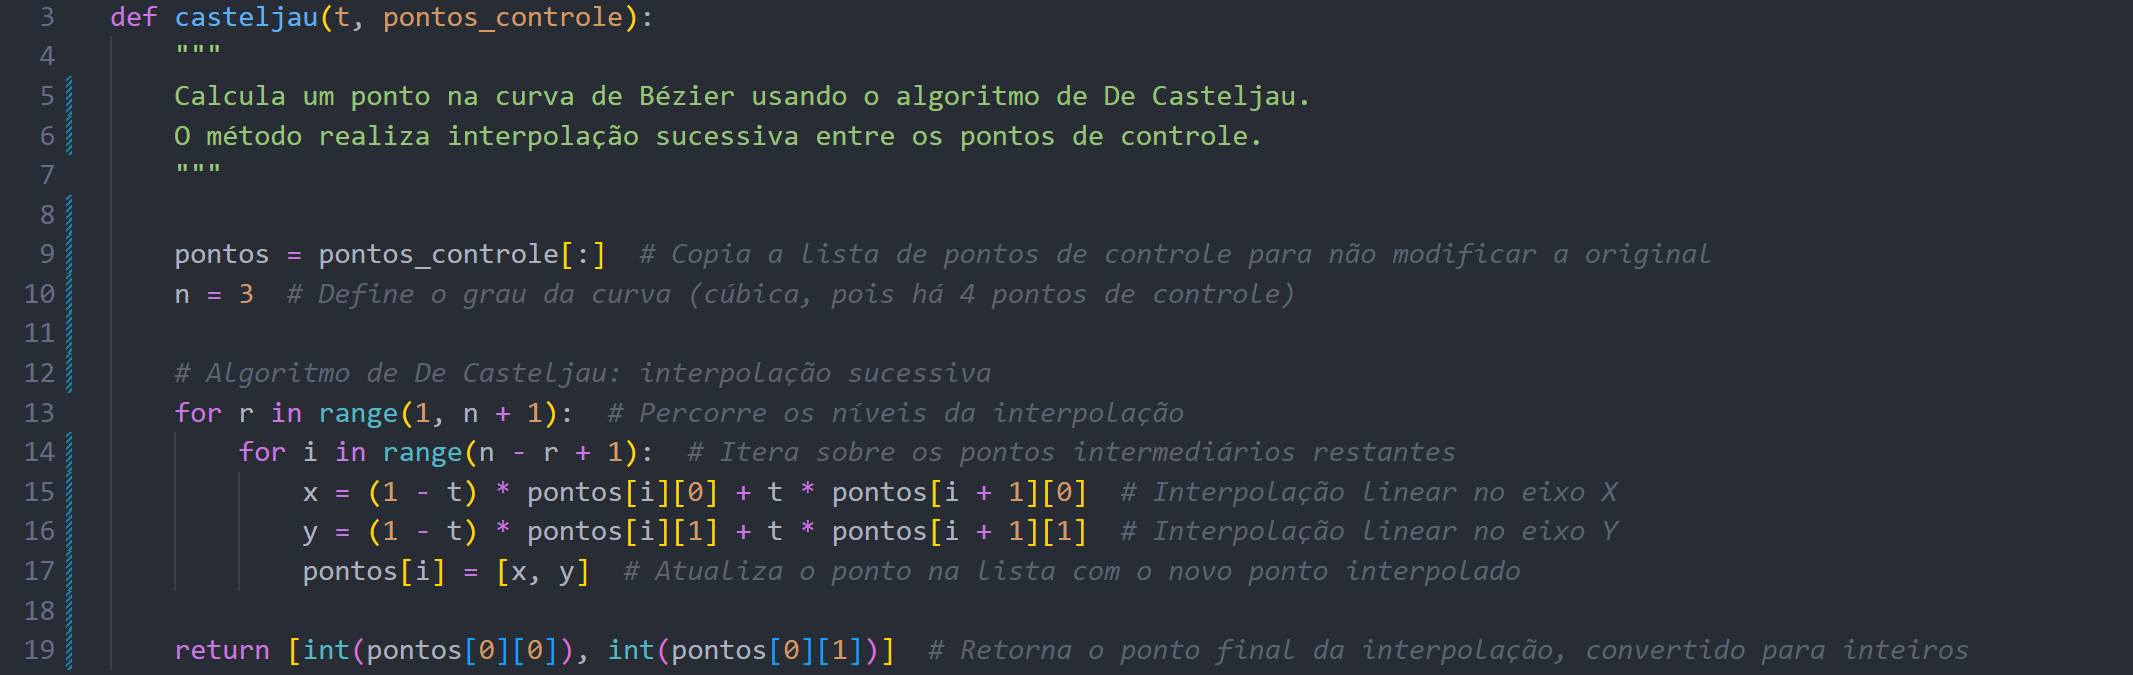 3 def casteljau(t, pontos_controle):
4 """
5 Calcula um ponto na curva de Bézier usando o algoritmo de De Casteljau.
6 O método realiza interpolação sucessiva entre os pontos de controle.
7 """
8
9 pontos = pontos_controle[:]  # Copia a lista de pontos de controle para não modificar a original
10 n = 3  # Define o grau da curva (cúbica, pois há 4 pontos de controle)
11
12 # Algoritmo de De Casteljau: interpolação sucessiva
13 for r in range(1, n + 1):  # Percorre os níveis da interpolação
14 for i in range(n - r + 1):  # Itera sobre os pontos intermediários restantes
15 x = (1 - t) * pontos[i][0] + t * pontos[i + 1][0]  # Interpolação linear no eixo X
16 y = (1 - t) * pontos[i][1] + t * pontos[i + 1][1]  # Interpolação linear no eixo Y
17 pontos[i] = [x, y]  # Atualiza o ponto na lista com o novo ponto interpolado
18
19 return [int(pontos[0][0]), int(pontos[0][1])]  # Retorna o ponto final da interpolação, convertido para inteiros